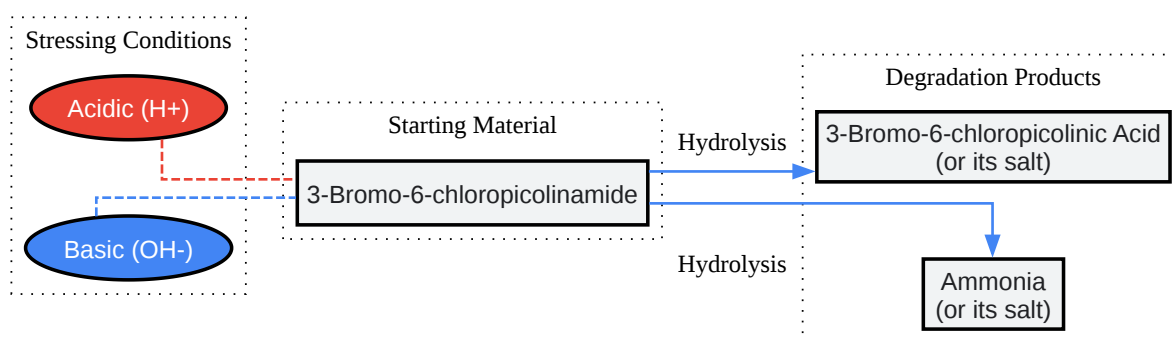 Stressing Conditions
Acidic (H+)
Basic (OH-)
Starting Material
3-Bromo-6-chloropicolinamide
Hydrolysis
Hydrolysis
Degradation Products
3-Bromo-6-chloropicolinic Acid
(or its salt)
Ammonia
(or its salt)